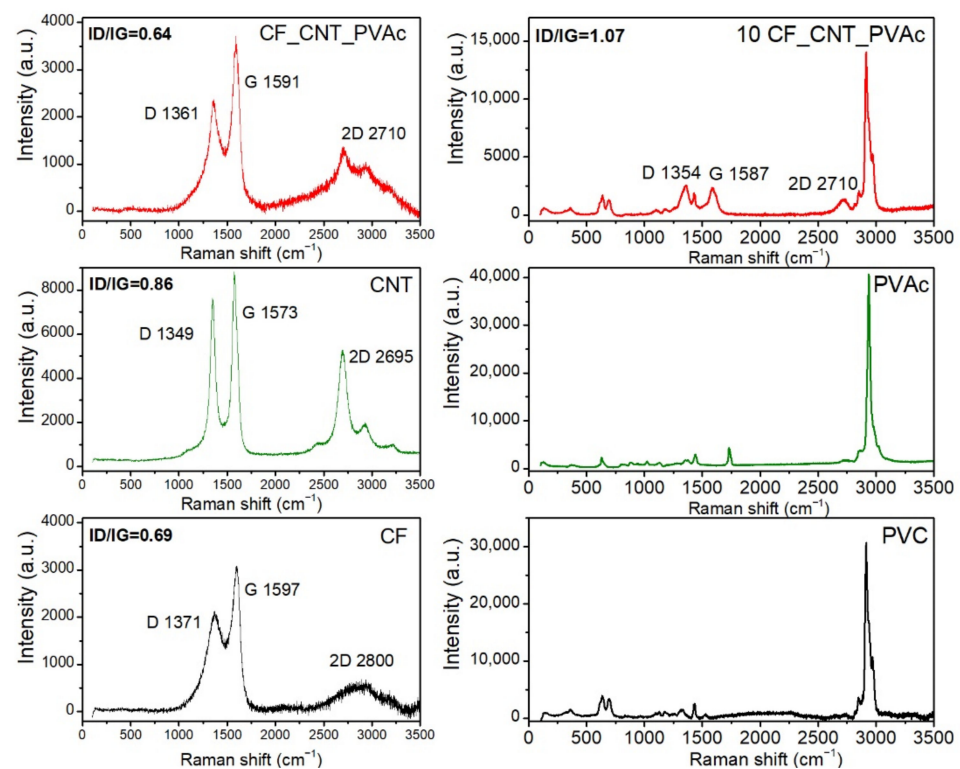 ID/IG=0.64
CF_CNT_PVAc
D 1361
G 1591
2D 2710
Intensity (a.u.)
4000
3000
2000
1000
0
0 500 1000 1500 2000 2500 3000 3500
Raman shift (cm⁻¹)
ID/IG=1.07
10 CF_CNT_PVAc
D 1354
G 1587
2D 2710
Intensity (a.u.)
15,000
10,000
5000
0
0 500 1000 1500 2000 2500 3000 3500
Raman shift (cm⁻¹)
ID/IG=0.86
CNT
D 1349
G 1573
2D 2695
Intensity (a.u.)
8000
6000
4000
2000
0
0 500 1000 1500 2000 2500 3000 3500
Raman shift (cm⁻¹)
PVAc
Intensity (a.u.)
40,000
30,000
20,000
10,000
0
0 500 1000 1500 2000 2500 3000 3500
Raman shift (cm⁻¹)
ID/IG=0.69
CF
D 1371
G 1597
2D 2800
Intensity (a.u.)
4000
3000
2000
1000
0
0 500 1000 1500 2000 2500 3000 3500
Raman shift (cm⁻¹)
PVC
Intensity (a.u.)
30,000
20,000
10,000
0
0 500 1000 1500 2000 2500 3000 3500
Raman shift (cm⁻¹)